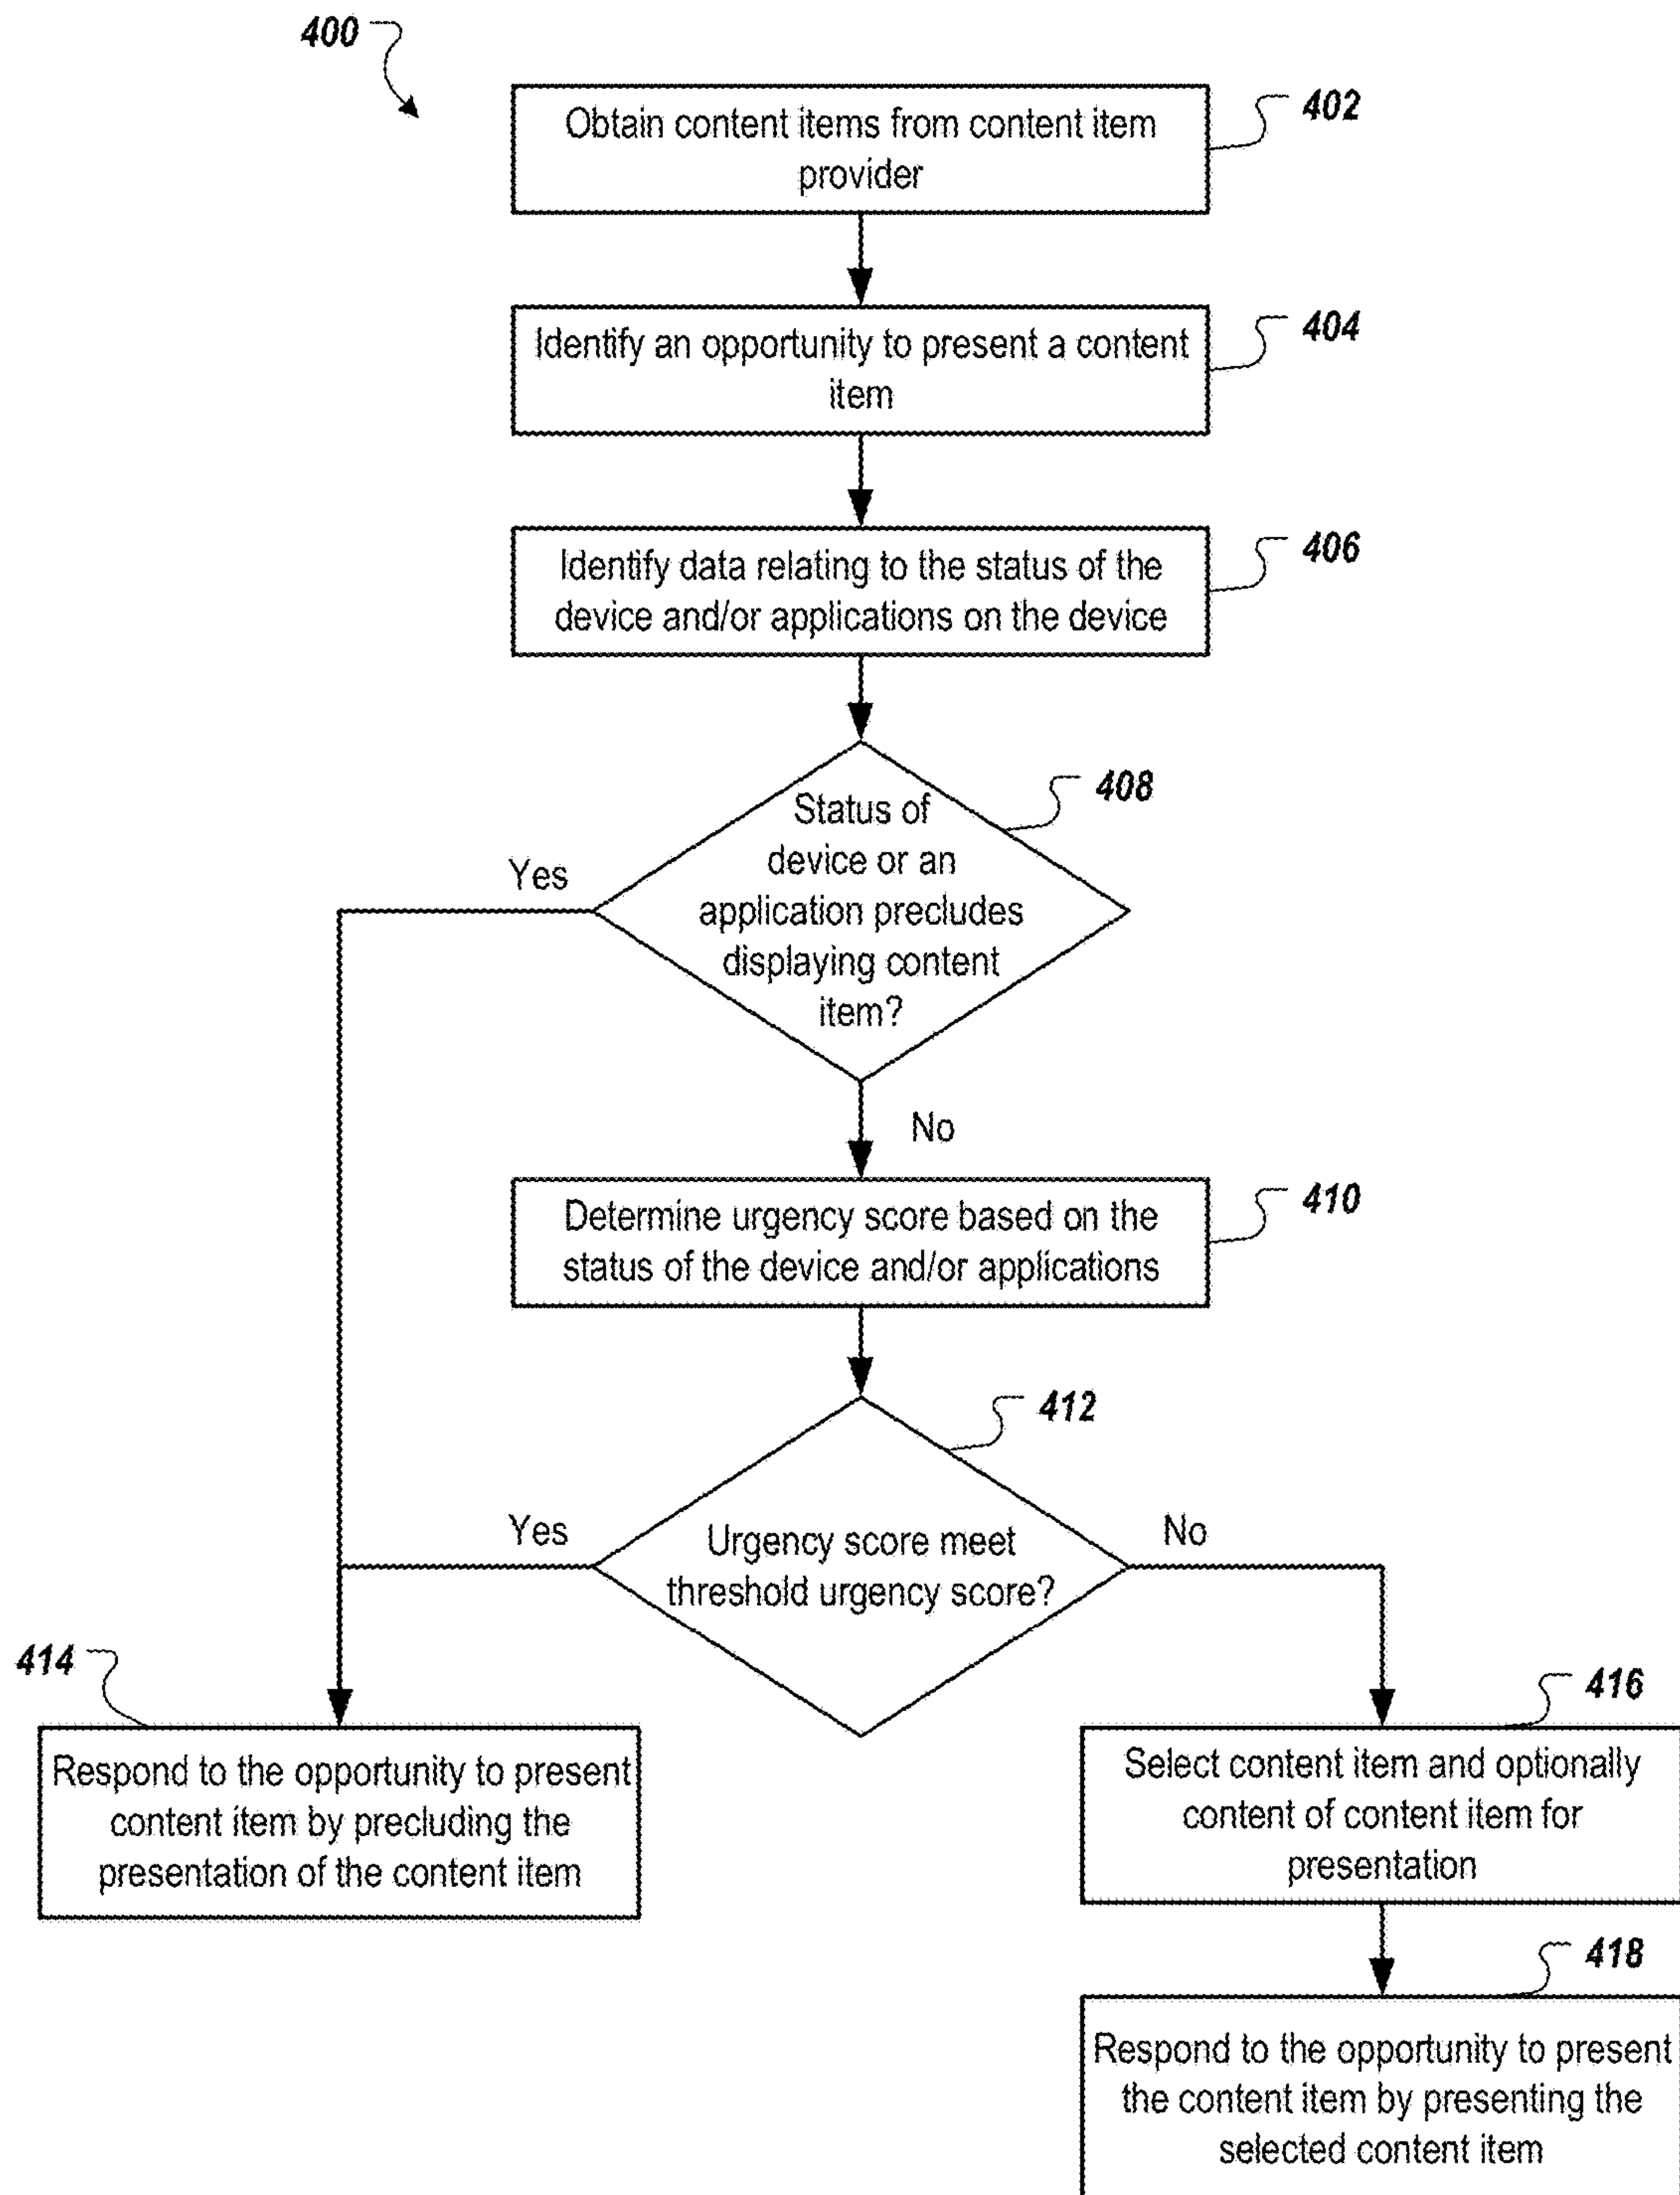 400
Obtain content items from content item
provider
402
Identify an opportunity to present a content
item
404
Identify data relating to the status of the
device and/or applications on the device
406
Status of
device or an
application precludes
displaying content
item?
408
Yes
No
Determine urgency score based on the
status of the device and/or applications
410
Urgency score meet
threshold urgency score?
412
Yes
No
414
Respond to the opportunity to present
content item by precluding the
presentation of the content item
416
Select content item and optionally
content of content item for
presentation
418
Respond to the opportunity to present
the content item by presenting the
selected content item